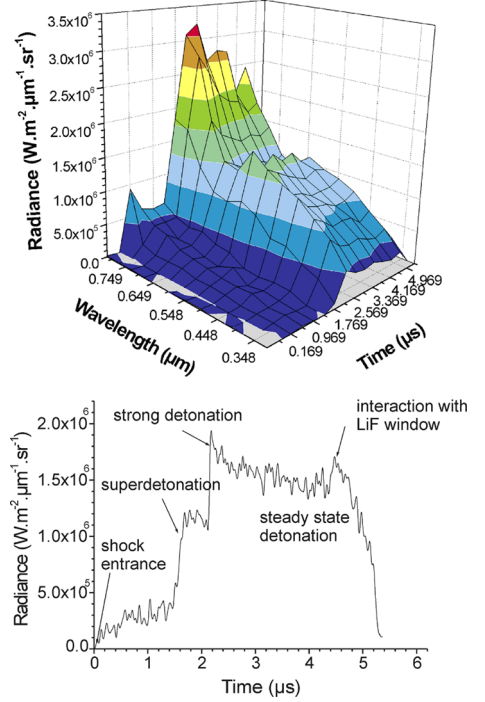 3.5x10⁶
3.0x10⁶
2.5x10⁶
2.0x10⁶
1.5x10⁶
1.0x10⁶
5.0x10⁵
0.0
Radiance (W.m⁻².µm⁻¹.sr⁻¹)
0.749
0.649
0.548
0.448
0.348
Wavelength (µm)
4.969
4.169
3.369
2.569
1.769
0.969
0.169
Time (µs)
2.0x10⁶
1.5x10⁶
1.0x10⁶
5.0x10⁵
0.0
Radiance (W.m⁻².µm⁻¹.sr⁻¹)
interaction with
LiF window
strong detonation
superdetonation
steady state
detonation
shock
entrance
0 1 2 3 4 5 6
Time (µs)